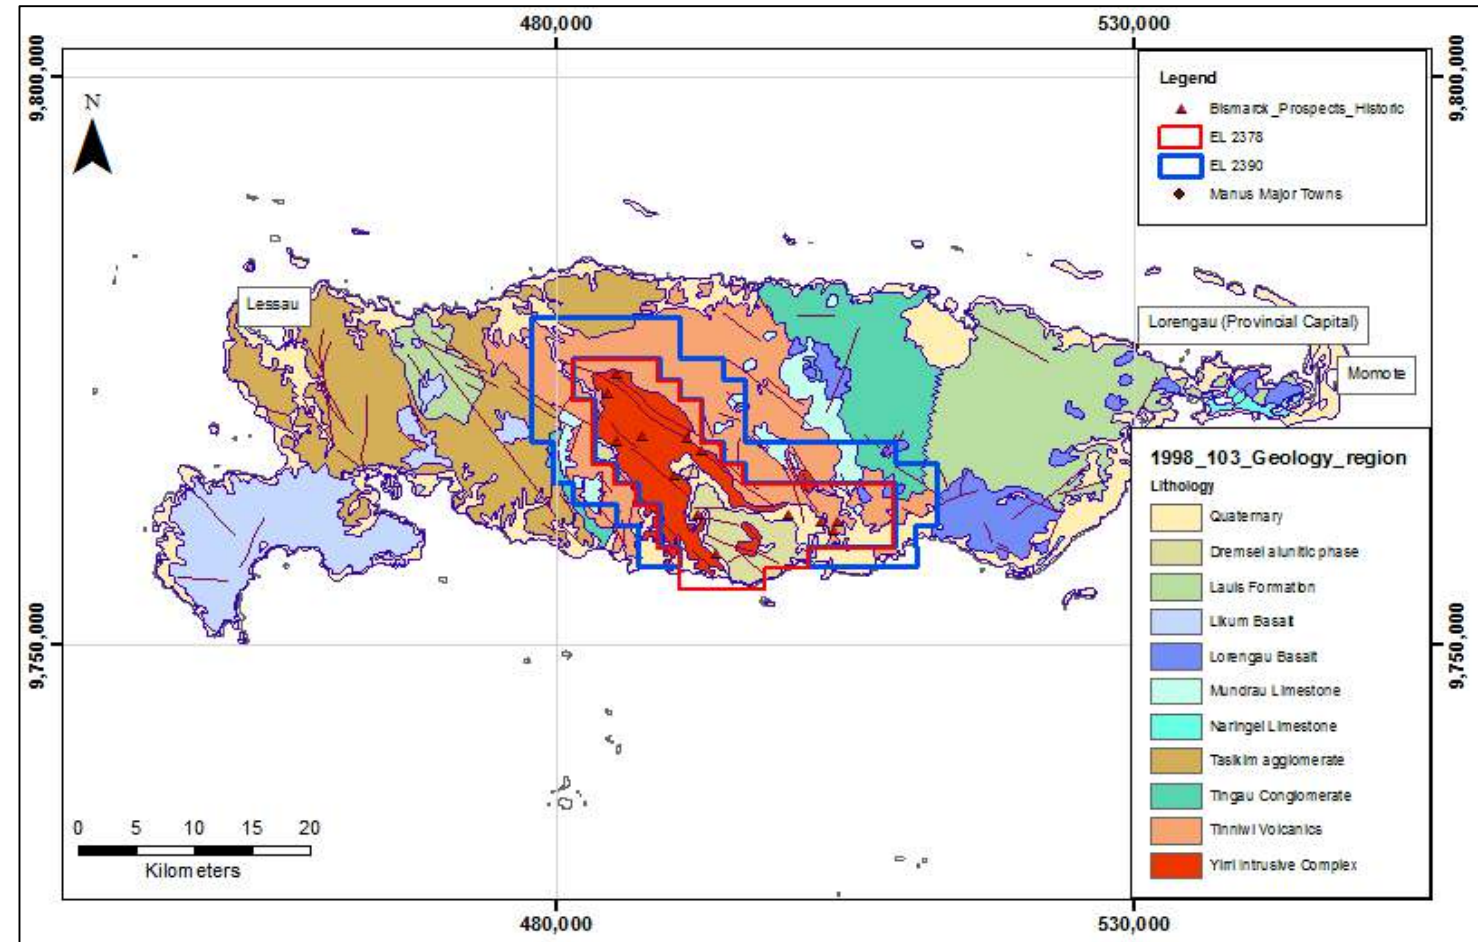 480,000
530,000
9,800,000
9,800,000
N
Legend
Bismarck_Prospects_Historic
EL 2378
EL 2390
Manus Major Towns
Lessau
Lorengau (Provincial Capital)
Momote
1998_103_Geology_region
Lithology
Quaternary
Dremsel alunitic phase
Lauis Formation
Likum Basalt
Lorengau Basalt
Mundrau Limestone
Naringel Limestone
Tasikim agglomerate
Tingau Conglomerate
Tinniwi Volcanics
Yirri Intrusive Complex
9,750,000
9,750,000
0 5 10 15 20
Kilometers
480,000
530,000